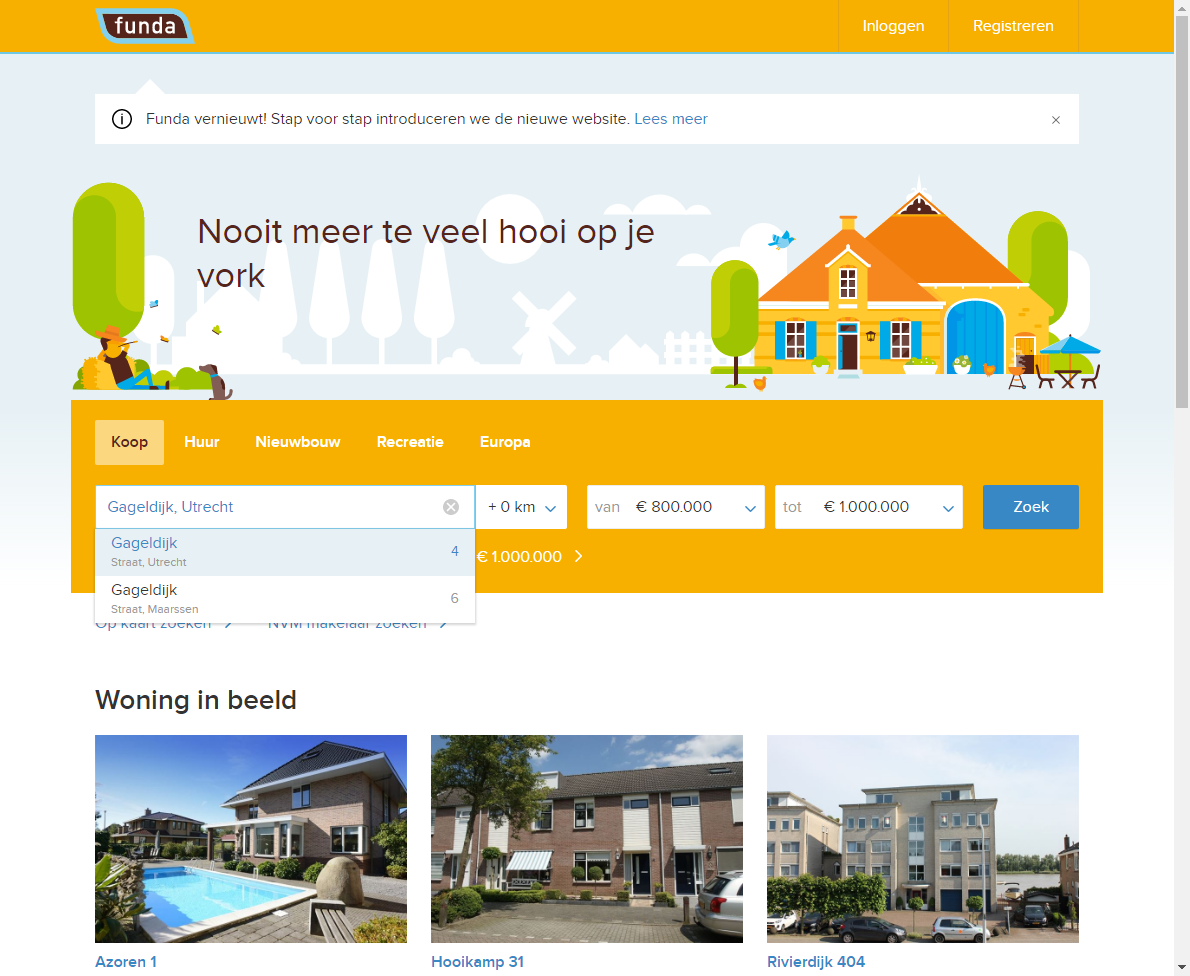 funda
Inloggen
Registreren
Funda vernieuwt! Stap voor stap introduceren we de nieuwe website. Lees meer
Nooit meer te veel hooi op je
vork
Koop
Huur
Nieuwbouw
Recreatie
Europa
Gageldijk, Utrecht
+ 0 km
van € 800.000
tot € 1.000.000
Zoek
Gageldijk
4
Straat, Utrecht
€ 1.000.000
Gageldijk
6
Straat, Maarssen
Op kaart zoeken
NVM makelaar zoeken
Woning in beeld
Azoren 1
Hooikamp 31
Rivierdijk 404